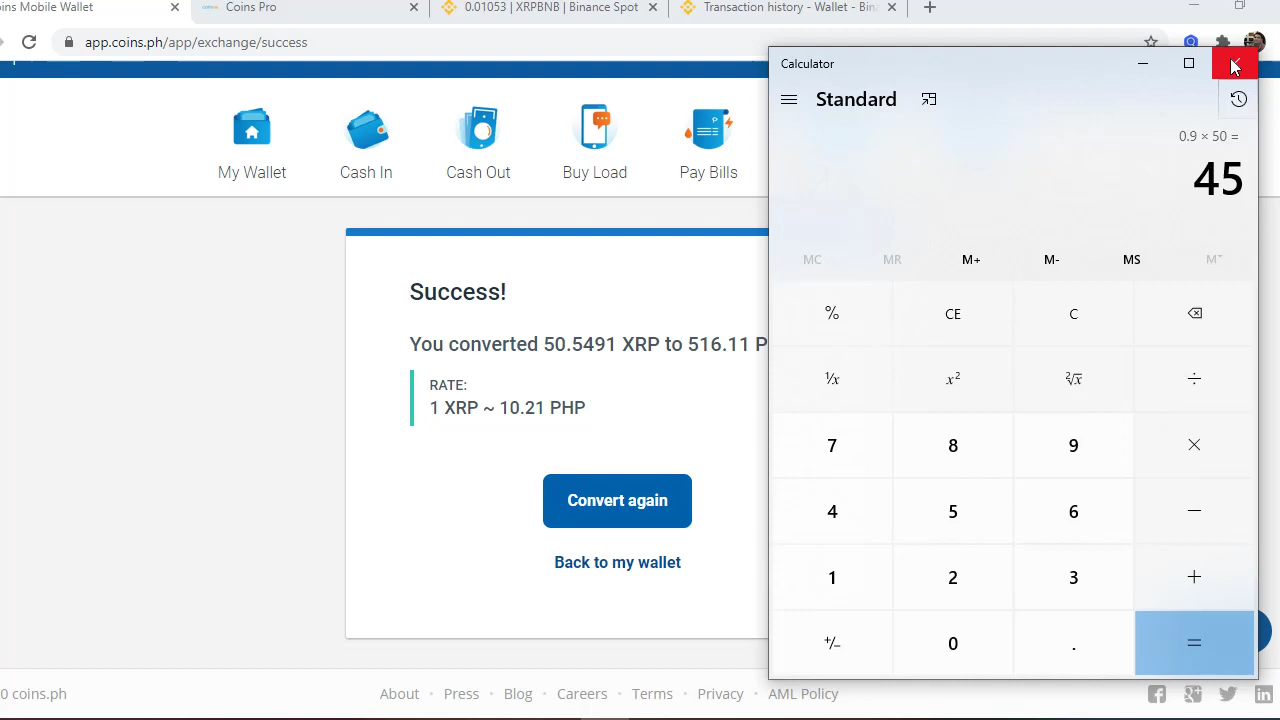 oins Mobile Wallet
Coins Pro
0.01053 | XRPBNB | Binance Spot
Transaction history - Wallet - Bin
app.coins.ph/app/exchange/success
My Wallet
Cash In
Cash Out
Buy Load
Pay Bills
Success!
You converted 50.5491 XRP to 516.11 P
RATE:
1 XRP ~ 10.21 PHP
Convert again
Back to my wallet
0 coins.ph
About • Press • Blog • Careers • Terms • Privacy • AML Policy
Calculator
Standard
0.9 × 50 =
45
MC MR M+ M- MS M˅
% CE C ⌫
¹/x x² ²√x ÷
7 8 9 ×
4 5 6 −
1 2 3 +
+/− 0 . =